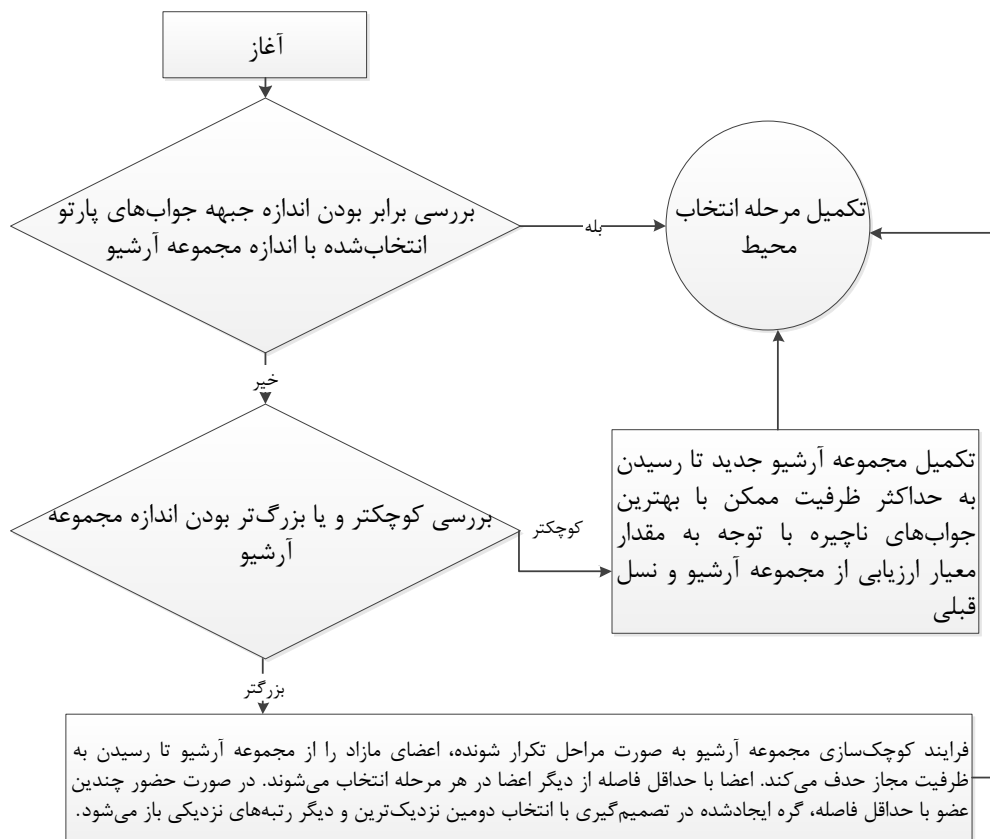 آغاز
بررسی برابر بودن اندازه جبهه جواب‌های پارتو
انتخاب‌شده با اندازه مجموعه آرشیو
بله
تکمیل مرحله انتخاب
محیط
خیر
بررسی کوچکتر و یا بزرگ‌تر بودن اندازه مجموعه
آرشیو
کوچکتر
تکمیل مجموعه آرشیو جدید تا رسیدن
به حداکثر ظرفیت ممکن با بهترین
جواب‌های ناچیره با توجه به مقدار
معیار ارزیابی از مجموعه آرشیو و نسل
قبلی
بزرگتر
فرایند کوچک‌سازی مجموعه آرشیو به صورت مراحل تکرار شونده، اعضای مازاد را از مجموعه آرشیو تا رسیدن به
ظرفیت مجاز حذف می‌کند. اعضا با حداقل فاصله از دیگر اعضا در هر مرحله انتخاب می‌شوند. در صورت حضور چندین
عضو با حداقل فاصله، گره ایجادشده در تصمیم‌گیری با انتخاب دومین نزدیک‌ترین و دیگر رتبه‌های نزدیکی باز می‌شود.